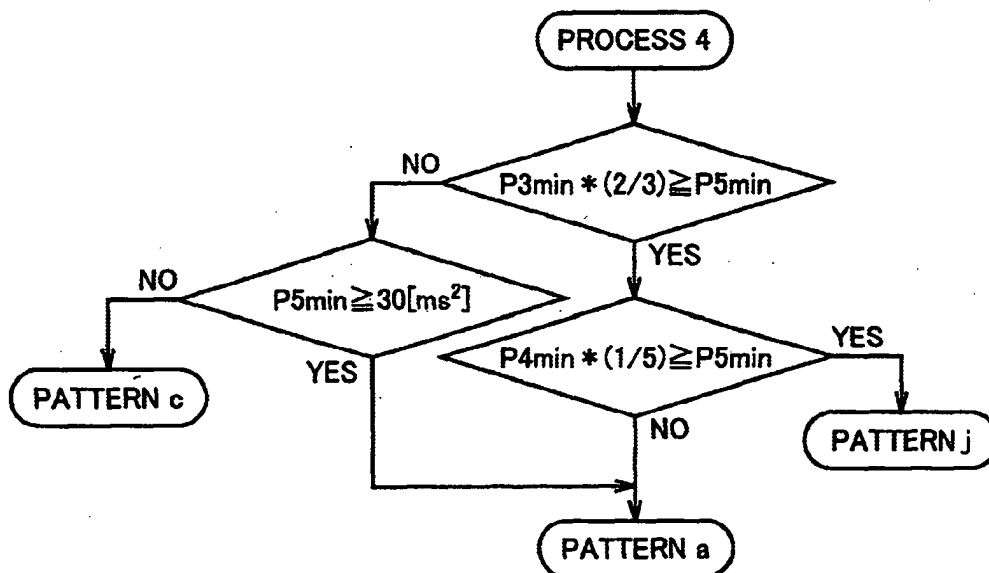 PROCESS 4
NO
P3min*(2/3)≧P5min
YES
NO
P5min≧30[ms²]
YES
P4min*(1/5)≧P5min
YES
PATTERN c
NO
PATTERN j
PATTERN a